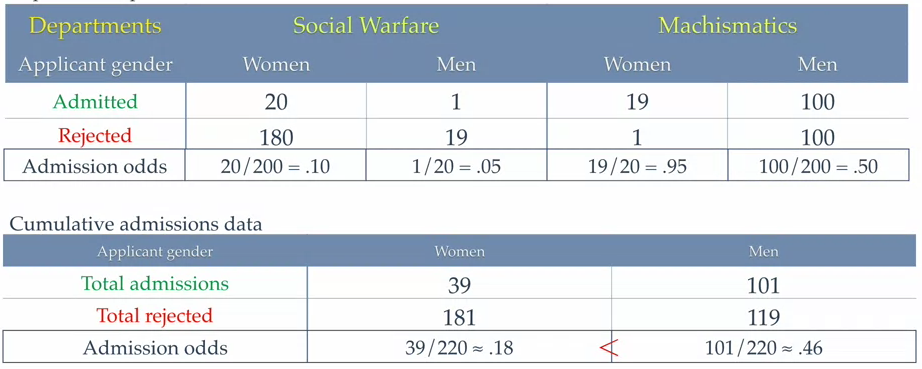 Departments Social Warfare Machismatics
Applicant gender Women Men Women Men
Admitted 20 1 19 100
Rejected 180 19 1 100
Admission odds 20/200 = .10 1/20 = .05 19/20 = .95 100/200 = .50
Cumulative admissions data
Applicant gender Women Men
Total admissions 39 101
Total rejected 181 119
Admission odds 39/220 ≈ .18 < 101/220 ≈ .46